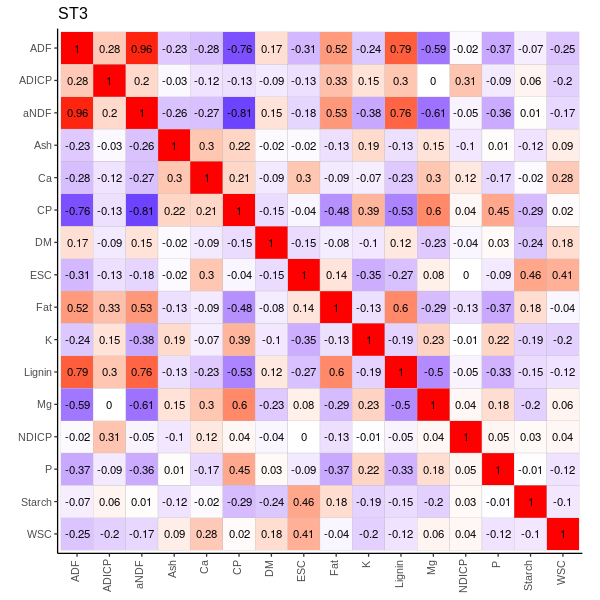 ST3
ADF 1 0.28 0.96 -0.23 -0.28 -0.76 0.17 -0.31 0.52 -0.24 0.79 -0.59 -0.02 -0.37 -0.07 -0.25
ADICP 0.28 1 0.2 -0.03 -0.12 -0.13 -0.09 -0.13 0.33 0.15 0.3 0 0.31 -0.09 0.06 -0.2
aNDF 0.96 0.2 1 -0.26 -0.27 -0.81 0.15 -0.18 0.53 -0.38 0.76 -0.61 -0.05 -0.36 0.01 -0.17
Ash -0.23 -0.03 -0.26 1 0.3 0.22 -0.02 -0.02 -0.13 0.19 -0.13 0.15 -0.1 0.01 -0.12 0.09
Ca -0.28 -0.12 -0.27 0.3 1 0.21 -0.09 0.3 -0.09 -0.07 -0.23 0.3 0.12 -0.17 -0.02 0.28
CP -0.76 -0.13 -0.81 0.22 0.21 1 -0.15 -0.04 -0.48 0.39 -0.53 0.6 0.04 0.45 -0.29 0.02
DM 0.17 -0.09 0.15 -0.02 -0.09 -0.15 1 -0.15 -0.08 -0.1 0.12 -0.23 -0.04 0.03 -0.24 0.18
ESC -0.31 -0.13 -0.18 -0.02 0.3 -0.04 -0.15 1 0.14 -0.35 -0.27 0.08 0 -0.09 0.46 0.41
Fat 0.52 0.33 0.53 -0.13 -0.09 -0.48 -0.08 0.14 1 -0.13 0.6 -0.29 -0.13 -0.37 0.18 -0.04
K -0.24 0.15 -0.38 0.19 -0.07 0.39 -0.1 -0.35 -0.13 1 -0.19 0.23 -0.01 0.22 -0.19 -0.2
Lignin 0.79 0.3 0.76 -0.13 -0.23 -0.53 0.12 -0.27 0.6 -0.19 1 -0.5 -0.05 -0.33 -0.15 -0.12
Mg -0.59 0 -0.61 0.15 0.3 0.6 -0.23 0.08 -0.29 0.23 -0.5 1 0.04 0.18 -0.2 0.06
NDICP -0.02 0.31 -0.05 -0.1 0.12 0.04 -0.04 0 -0.13 -0.01 -0.05 0.04 1 0.05 0.03 0.04
P -0.37 -0.09 -0.36 0.01 -0.17 0.45 0.03 -0.09 -0.37 0.22 -0.33 0.18 0.05 1 -0.01 -0.12
Starch -0.07 0.06 0.01 -0.12 -0.02 -0.29 -0.24 0.46 0.18 -0.19 -0.15 -0.2 0.03 -0.01 1 -0.1
WSC -0.25 -0.2 -0.17 0.09 0.28 0.02 0.18 0.41 -0.04 -0.2 -0.12 0.06 0.04 -0.12 -0.1 1
ADF ADICP aNDF Ash Ca CP DM ESC Fat K Lignin Mg NDICP P Starch WSC